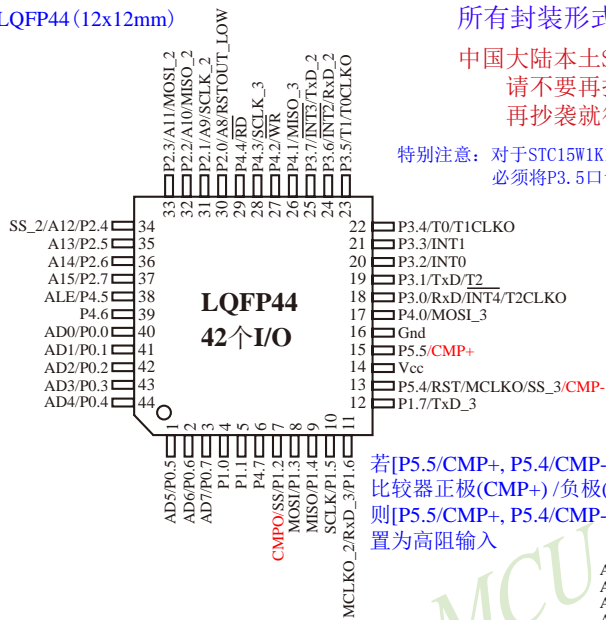 LQFP44 (12x12mm)
所有封装形式
中国大陆本土S
请不要再
再抄袭就
特别注意: 对于STC15W1K
必须将P3.5口
P2.3/A11/MOSI_2
P2.2/A10/MISO_2
P2.1/A9/SCLK_2
P2.0/A8/RSTOUT_LOW
P4.4/RD
P4.3/SCLK_3
P4.2/WR
P4.1/MISO_3
P3.7/INT3/TxD_2
P3.6/INT2/RxD_2
P3.5/T1/T0CLKO
33
32
31
30
29
28
27
26
25
24
23
SS_2/A12/P2.4 34
A13/P2.5 35
A14/P2.6 36
A15/P2.7 37
ALE/P4.5 38
P4.6 39
AD0/P0.0 40
AD1/P0.1 41
AD2/P0.2 42
AD3/P0.3 43
AD4/P0.4 44
LQFP44
42个I/O
22 P3.4/T0/T1CLKO
21 P3.3/INT1
20 P3.2/INT0
19 P3.1/TxD/T2
18 P3.0/RxD/INT4/T2CLKO
17 P4.0/MOSI_3
16 Gnd
15 P5.5/CMP+
14 Vcc
13 P5.4/RST/MCLKO/SS_3/CMP-
12 P1.7/TxD_3
1
2
3
4
5
6
7
8
9
10
11
AD5/P0.5
AD6/P0.6
AD7/P0.7
P1.0
P1.1
P4.7
CMPO/SS/P1.2
MOSI/P1.3
MISO/P1.4
SCLK/P1.5
MCLKO_2/RxD_3/P1.6
若[P5.5/CMP+, P5.4/CMP-
比较器正极(CMP+) /负极(
则[P5.5/CMP+, P5.4/CMP-
置为高阻输入
MCU